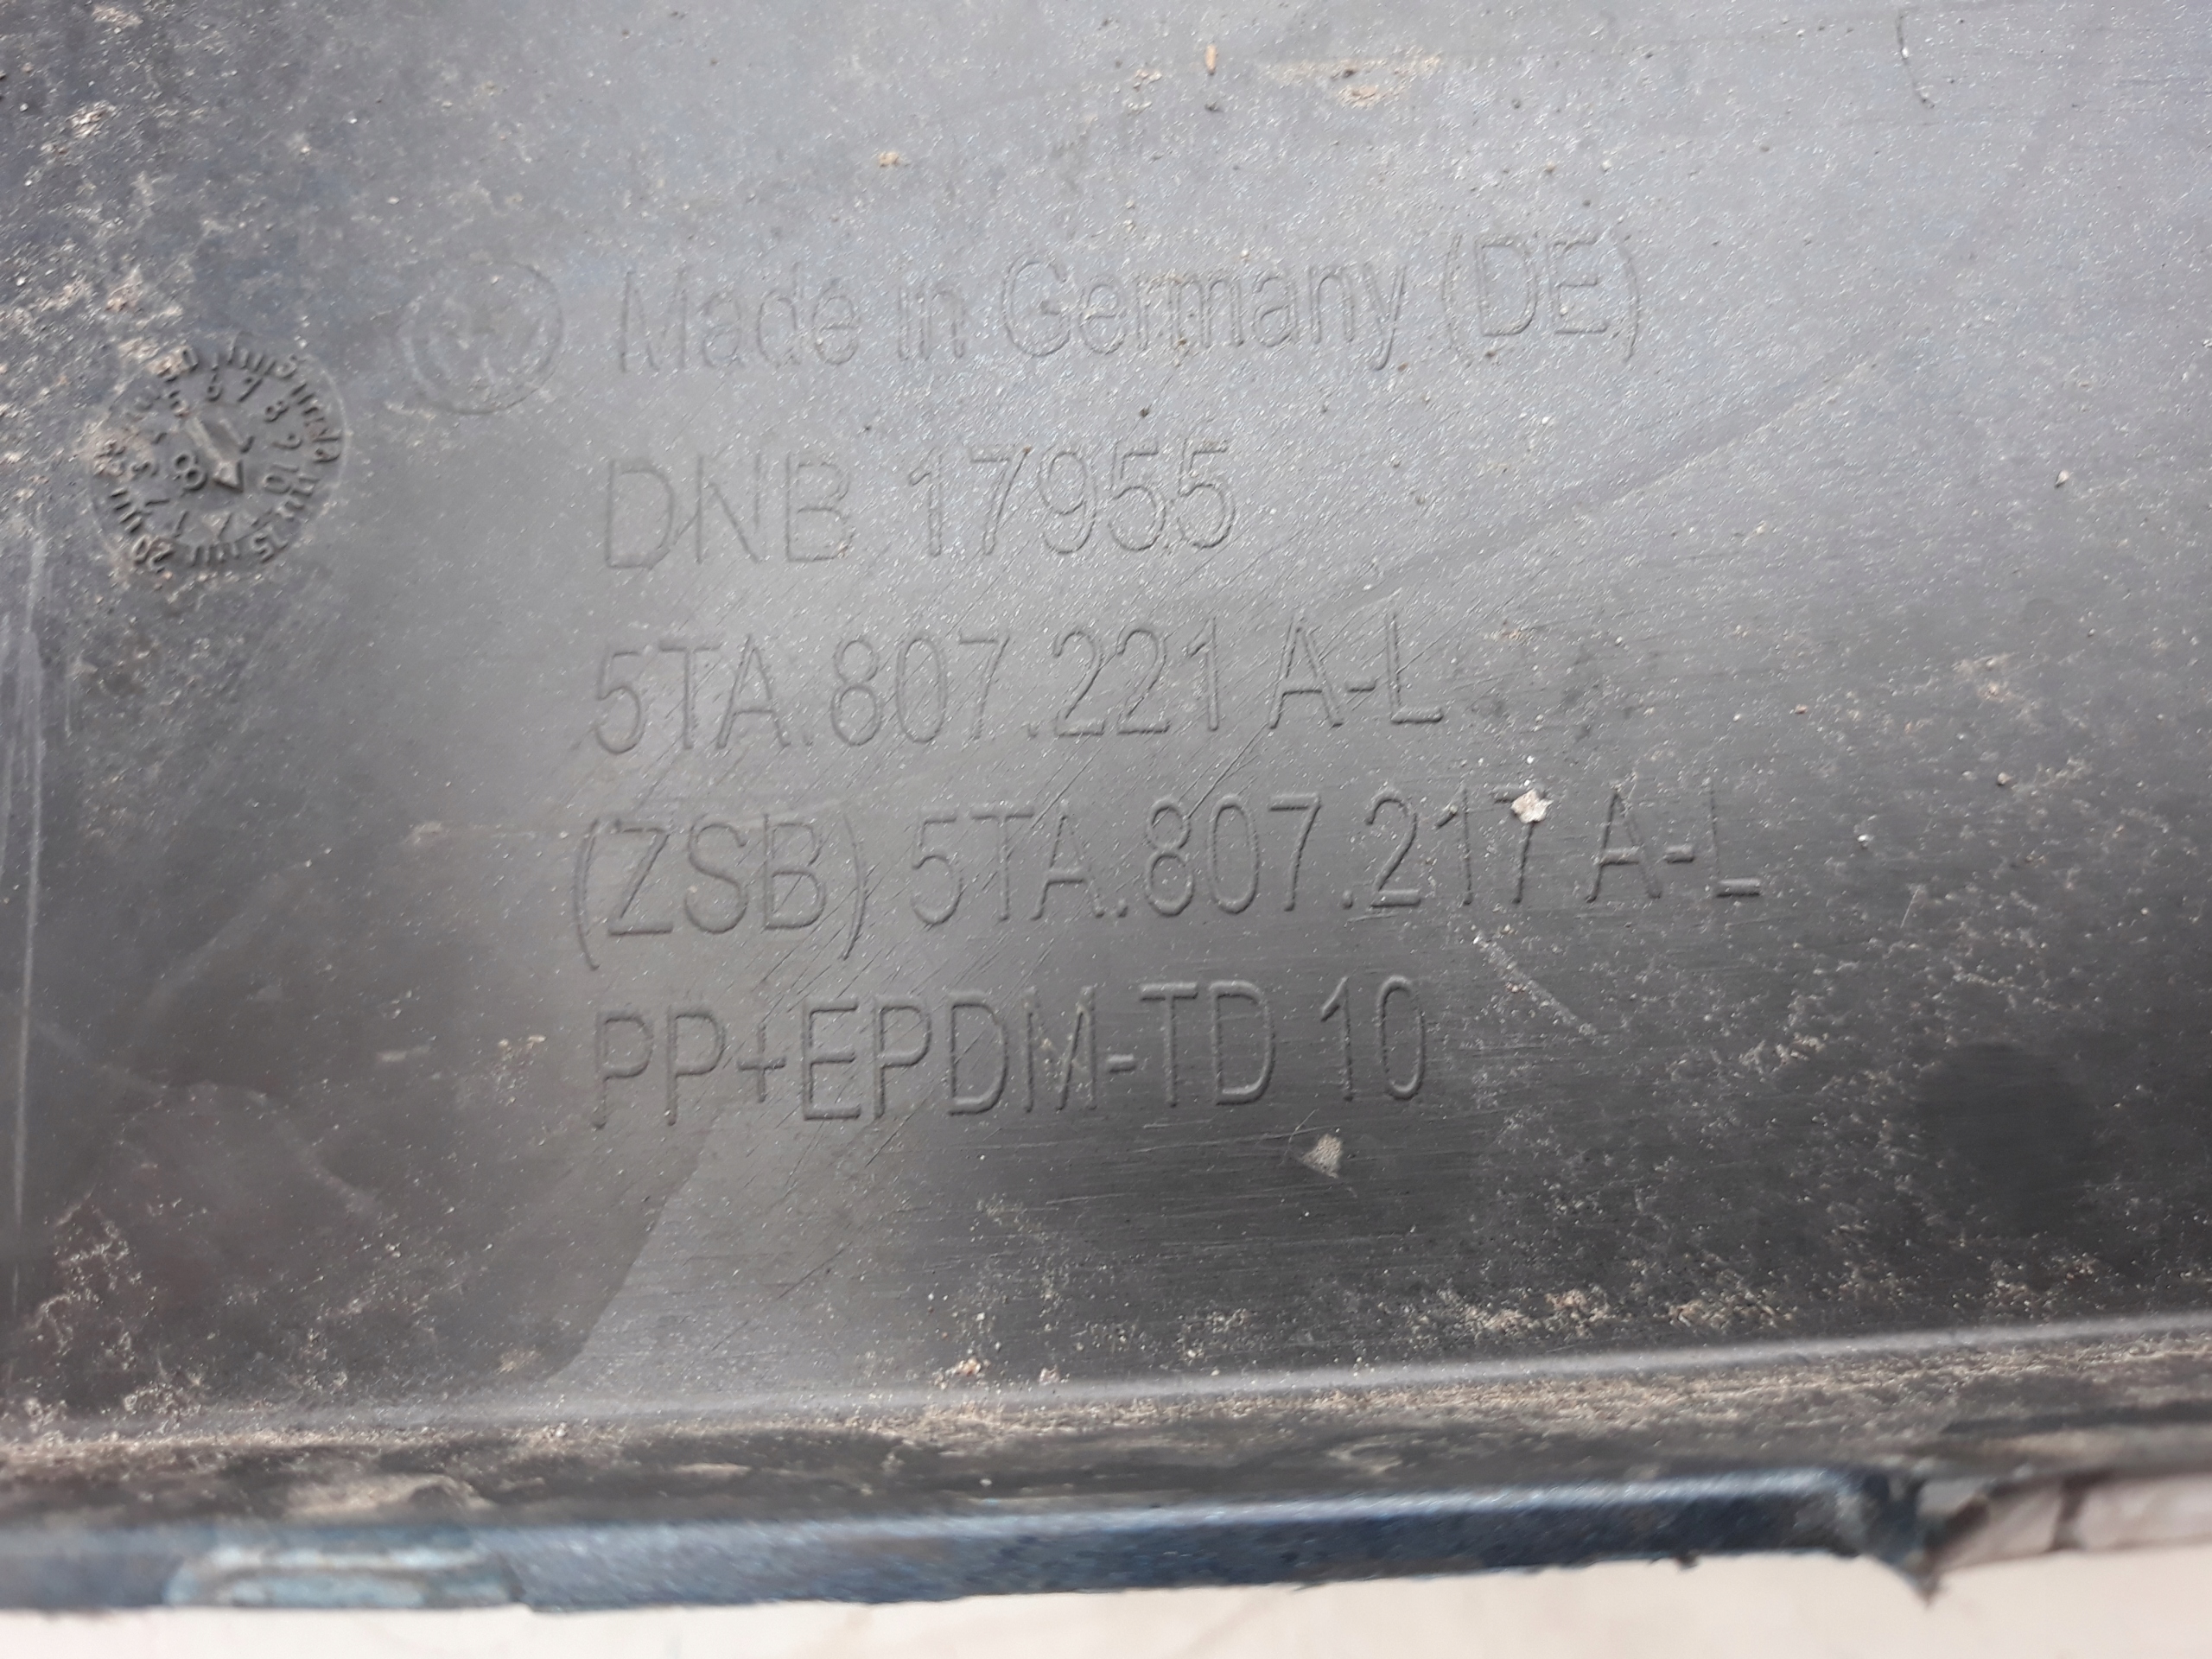 Made in Germany (DE)
DNB 17955
5TA.807.221 A-L
(ZSB) 5TA.807.217 A-L
PP+EPDM-TD 10